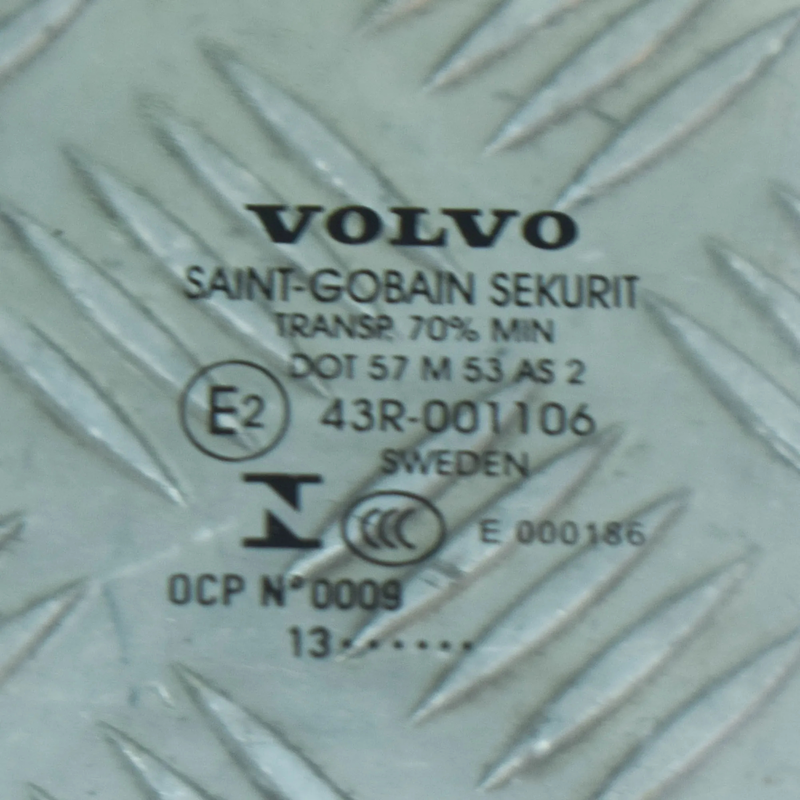 VOLVO
SAINT-GOBAIN SEKURIT
TRANSP. 70% MIN
DOT 57 M 53 AS 2
E2 43R-001106
SWEDEN
N CCC E 000186
OCP N° 0009
13······